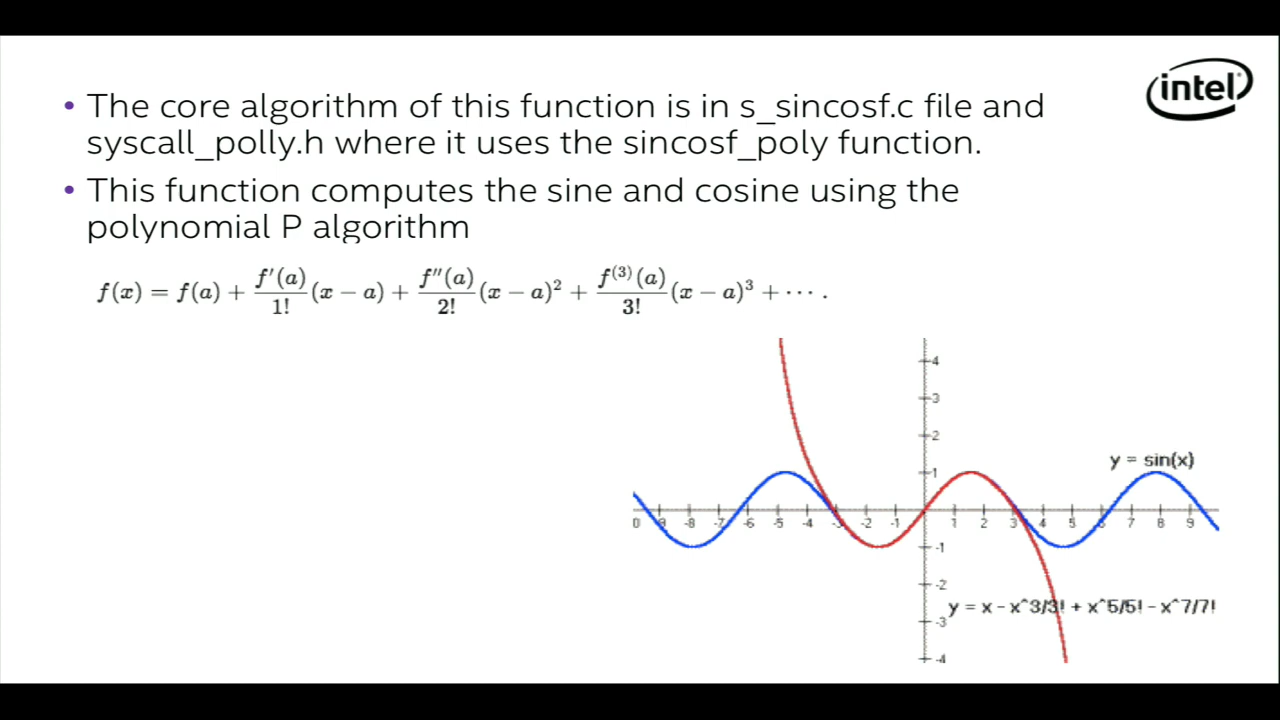 intel
• The core algorithm of this function is in s_sincosf.c file and
syscall_polly.h where it uses the sincosf_poly function.
• This function computes the sine and cosine using the
polynomial P algorithm
f(x) = f(a) + f′(a)/1! (x − a) + f″(a)/2! (x − a)² + f⁽³⁾(a)/3! (x − a)³ + ··· .
4
3
2
y = sin(x)
1
0 -9 -8 -7 -6 -5 -4 -3 -2 -1 1 2 3 4 5 6 7 8 9
-1
-2
y = x - x^3/3! + x^5/5! - x^7/7!
-3
-4